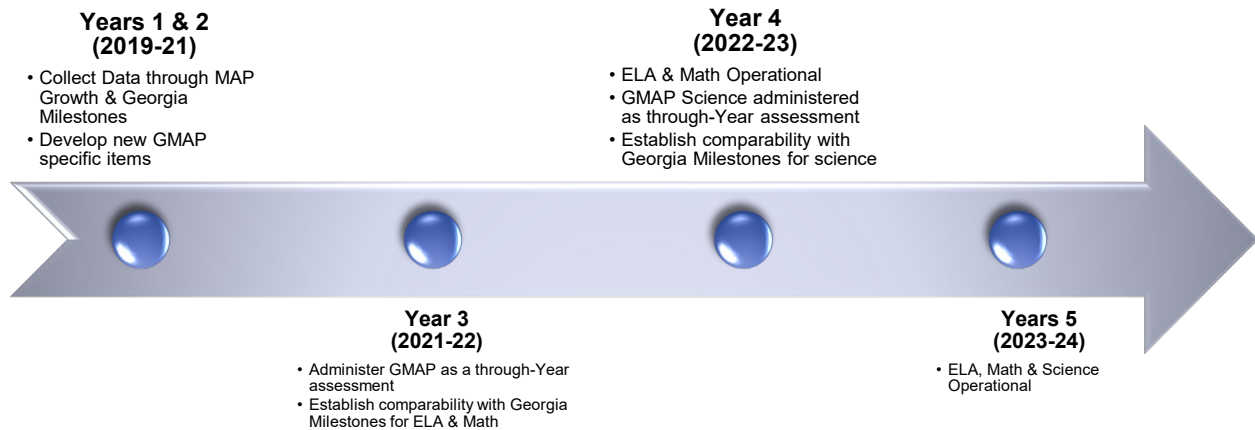 Years 1 & 2
(2019-21)
• Collect Data through MAP
Growth & Georgia
Milestones
• Develop new GMAP
specific items
Year 4
(2022-23)
• ELA & Math Operational
• GMAP Science administered
as through-Year assessment
• Establish comparability with
Georgia Milestones for science
Year 3
(2021-22)
• Administer GMAP as a through-Year
assessment
• Establish comparability with Georgia
Milestones for ELA & Math
Years 5
(2023-24)
• ELA, Math & Science
Operational